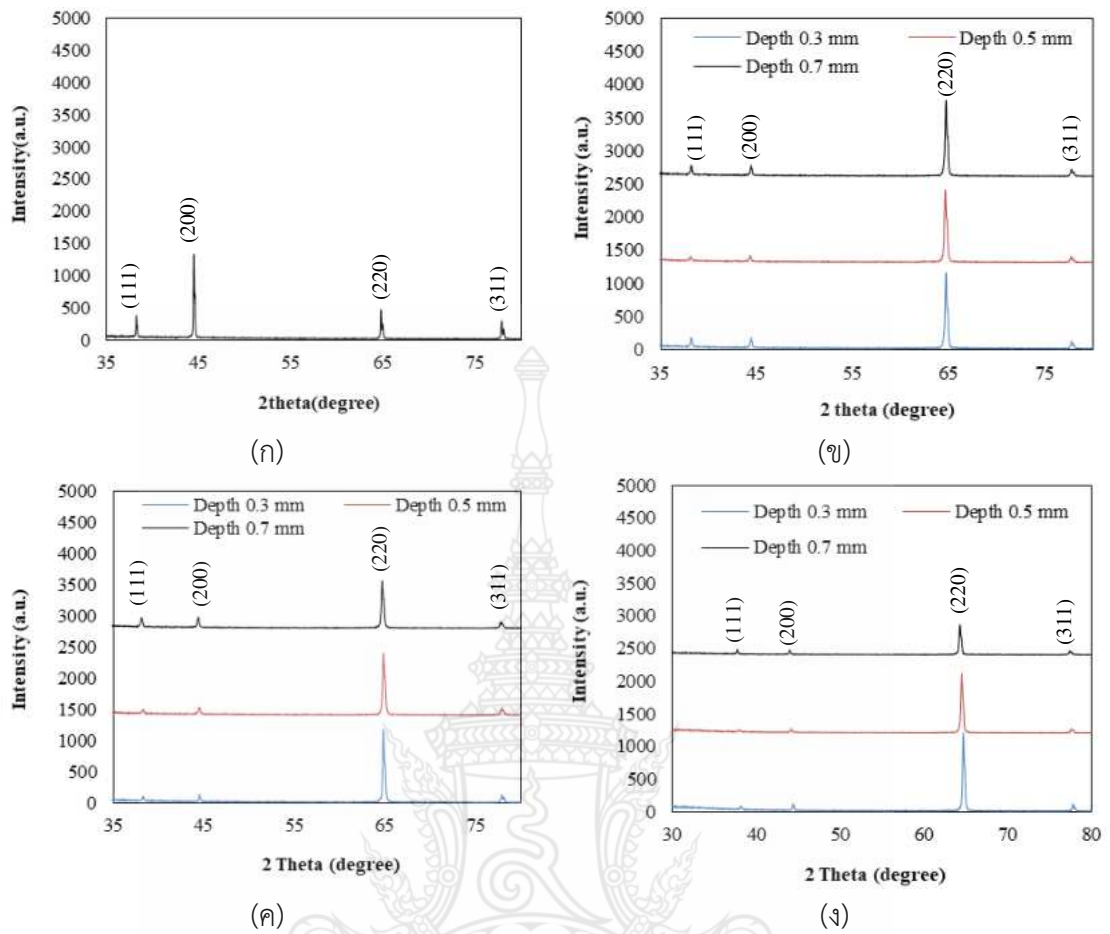 5000
4500
4000
3500
3000
2500
2000
1500
1000
500
0
Intensity(a.u.)
(111)
(200)
(220)
(311)
35 45 55 65 75
2theta(degree)
(ก)
5000
4500
4000
3500
3000
2500
2000
1500
1000
500
0
Intensity (a.u.)
Depth 0.3 mm Depth 0.5 mm
Depth 0.7 mm
(111)
(200)
(220)
(311)
35 45 55 65 75
2 theta (degree)
(ข)
5000
4500
4000
3500
3000
2500
2000
1500
1000
500
0
Intensity (a.u.)
Depth 0.3 mm Depth 0.5 mm
Depth 0.7 mm
(111)
(200)
(220)
(311)
35 45 55 65 75
2 Theta (degree)
(ค)
5000
4500
4000
3500
3000
2500
2000
1500
1000
500
0
Intensity (a.u.)
Depth 0.3 mm Depth 0.5 mm
Depth 0.7 mm
(111)
(200)
(220)
(311)
30 40 50 60 70 80
2 Theta (degree)
(ง)